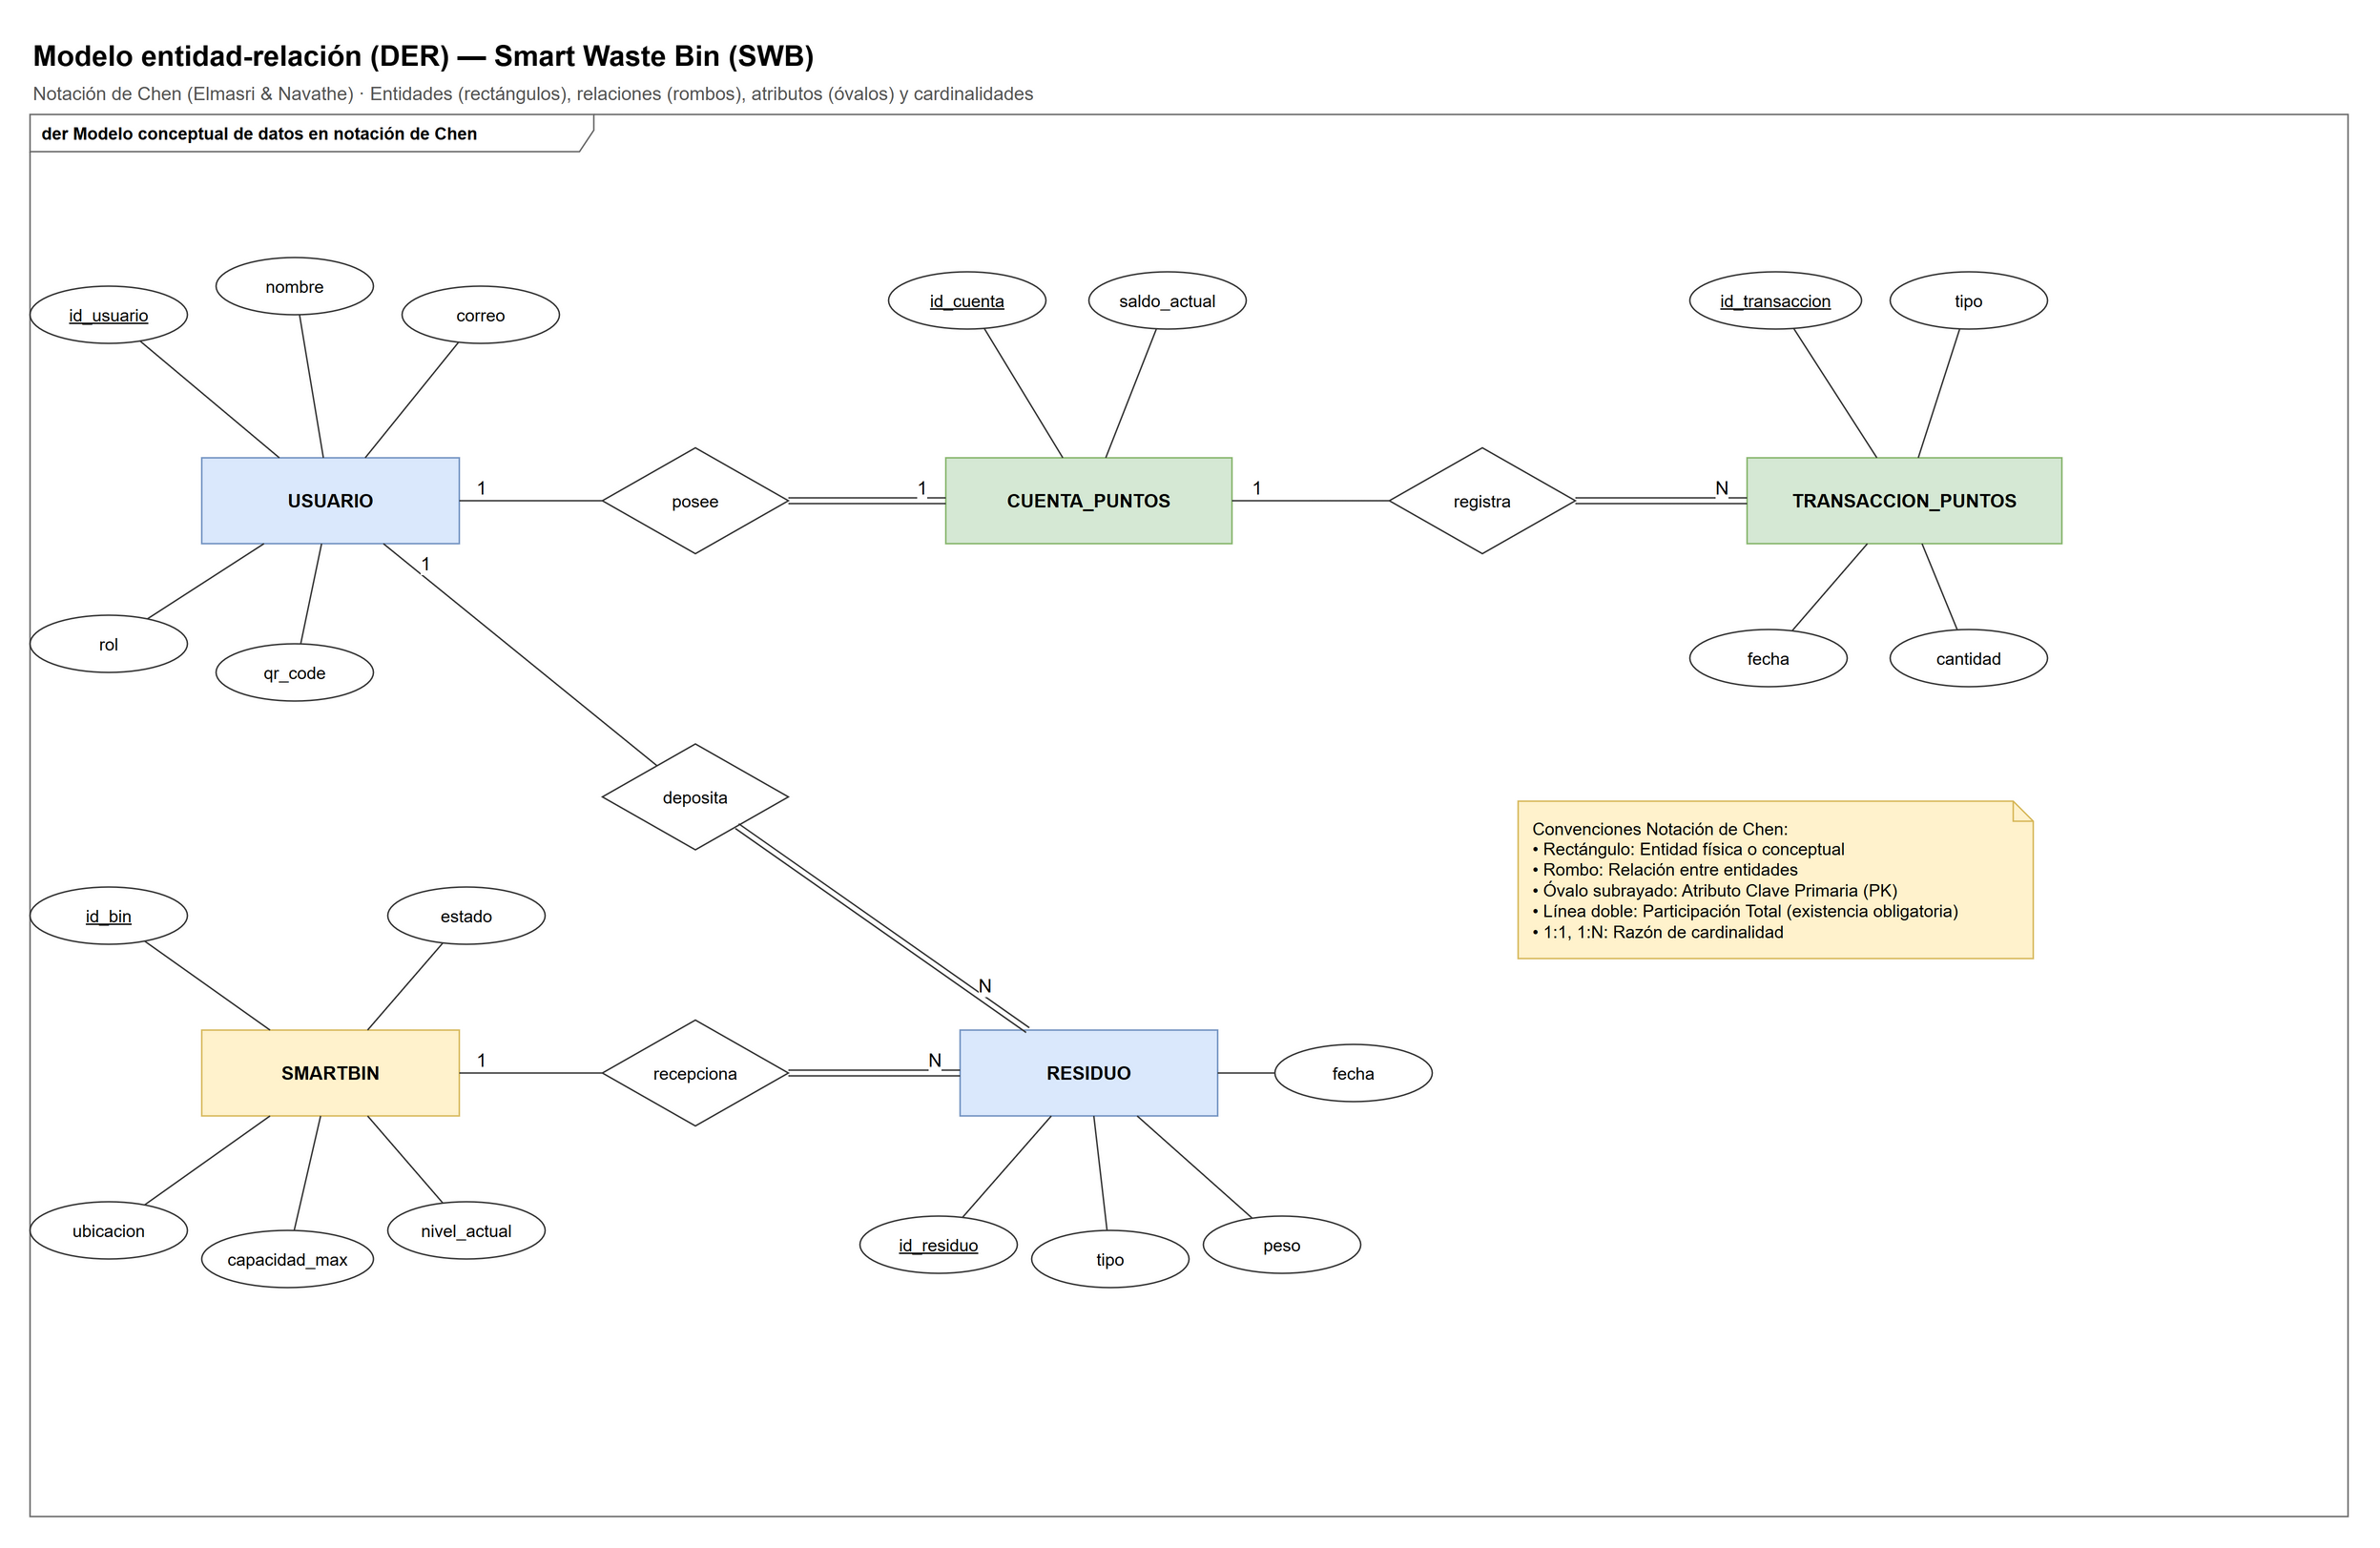 Modelo entidad-relación (DER) — Smart Waste Bin (SWB)
Notación de Chen (Elmasri & Navathe) · Entidades (rectángulos), relaciones (rombos), atributos (óvalos) y cardinalidades
der Modelo conceptual de datos en notación de Chen
id_usuario
nombre
correo
id_cuenta
saldo_actual
id_transaccion
tipo
USUARIO
1
posee
1
CUENTA_PUNTOS
1
registra
N
TRANSACCION_PUNTOS
1
rol
qr_code
fecha
cantidad
deposita
Convenciones Notación de Chen:
• Rectángulo: Entidad física o conceptual
• Rombo: Relación entre entidades
• Óvalo subrayado: Atributo Clave Primaria (PK)
• Línea doble: Participación Total (existencia obligatoria)
• 1:1, 1:N: Razón de cardinalidad
id_bin
estado
N
SMARTBIN
1
recepciona
N
RESIDUO
fecha
ubicacion
capacidad_max
nivel_actual
id_residuo
tipo
peso